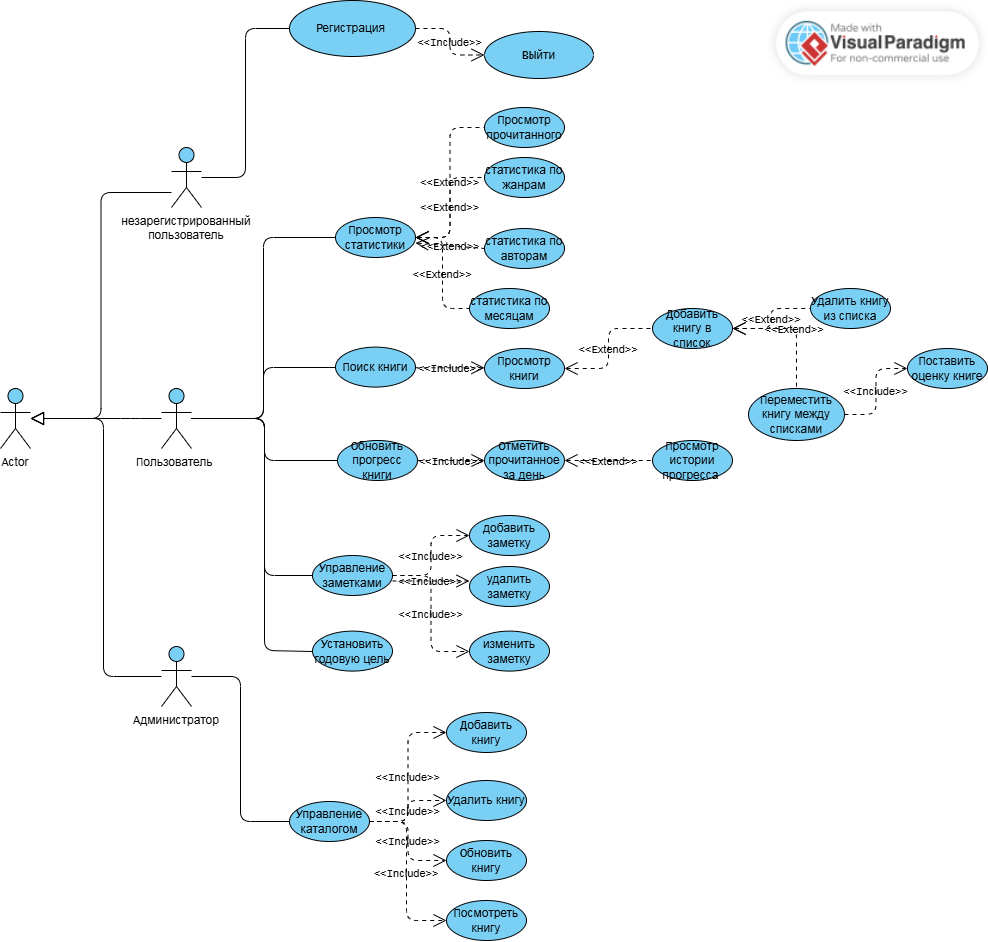 Регистрация
<<Include>>
ВЫйти
Made with
VisualParadigm
For non-commercial use
незарегистрированный
пользователь
Просмотр
прочитанного
<<Extend>>
статистика по
жанрам
<<Extend>>
Просмотр
статистики
<<Extend>>
статистика по
авторам
<<Extend>>
статистика по
месяцам
Поиск книги
<<Include>>
Просмотр
книги
<<Extend>>
Добавить
книгу в
список
<<Extend>>
<<Extend>>
Удалить книгу
из списка
Переместить
книгу между
списками
<<Include>>
Поставить
оценку книге
Actor
Пользователь
Обновить
прогресс
книги
<<Include>>
отметить
прочитанное
за день
<<Extend>>
Просмотр
истории
прогресса
Управление
заметками
<<Include>>
добавить
заметку
<<Include>>
удалить
заметку
<<Include>>
изменить
заметку
Установить
годовую цель
Администратор
Управление
каталогом
<<Include>>
Добавить
книгу
<<Include>>
Удалить книгу
<<Include>>
Обновить
книгу
<<Include>>
Посмотреть
книгу